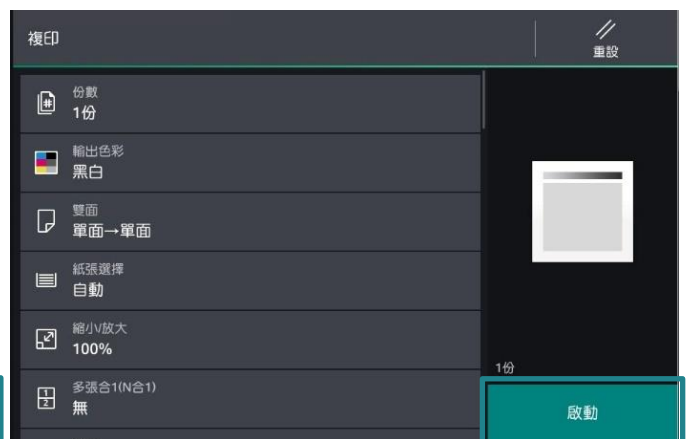 複印
重設
份數
1份
輸出色彩
黑白
雙面
單面→單面
紙張選擇
自動
縮小/放大
100%
多張合1(N合1)
無
1份
啟動